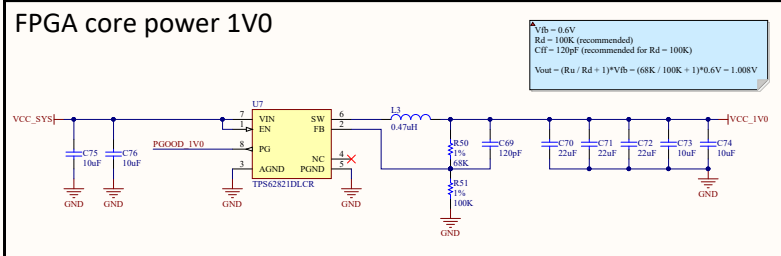 FPGA core power 1V0
Vfb = 0.6V
Rd = 100K (recommended)
Cff = 120pF (recommended for Rd = 100K)
Vout = (Ru / Rd + 1)*Vfb = (68K / 100K + 1)*0.6V = 1.008V
U7
L3
VCC_SYS
7 VIN SW 6
0.47uH
VCC_1V0
1 EN FB 2
PGOOD_1V0
8 PG
R50
1%
68K
C69
120pF
C70
22uF
C71
22uF
C72
22uF
C73
10uF
C74
10uF
C75
10uF
C76
10uF
NC 4
3 AGND PGND 5
TPS62821DLCR
R51
1%
100K
GND
GND
GND
GND
GND
GND